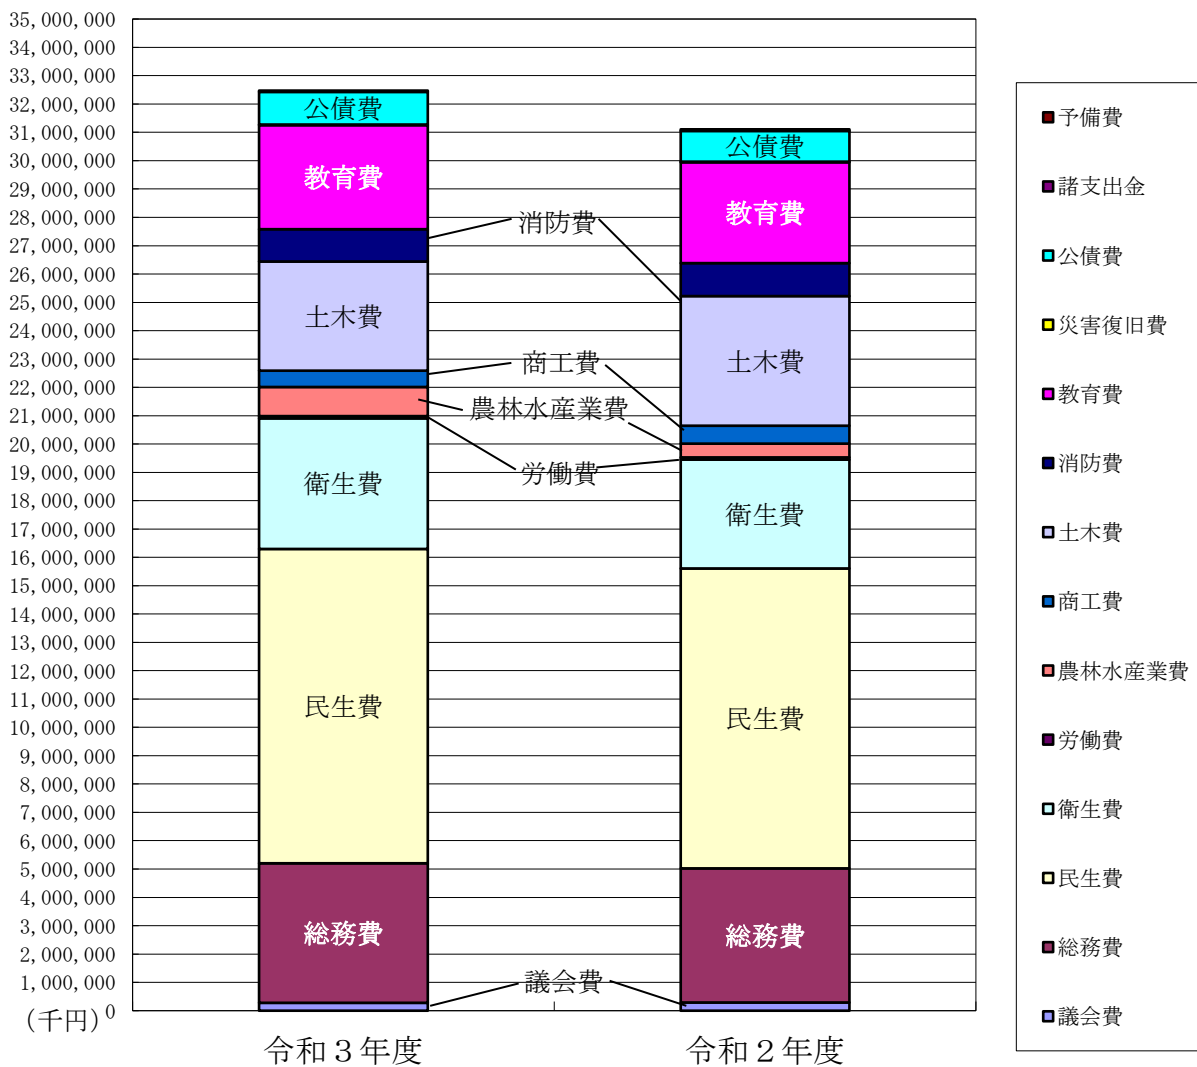 35,000,000
34,000,000
33,000,000
32,000,000
31,000,000
30,000,000
29,000,000
28,000,000
27,000,000
26,000,000
25,000,000
24,000,000
23,000,000
22,000,000
21,000,000
20,000,000
19,000,000
18,000,000
17,000,000
16,000,000
15,000,000
14,000,000
13,000,000
12,000,000
11,000,000
10,000,000
9,000,000
8,000,000
7,000,000
6,000,000
5,000,000
4,000,000
3,000,000
2,000,000
1,000,000
0
(千円)
公債費
教育費
土木費
衛生費
民生費
総務費
令和３年度
消防費
商工費
農林水産業費
労働費
議会費
公債費
教育費
土木費
衛生費
民生費
総務費
令和２年度
予備費
諸支出金
公債費
災害復旧費
教育費
消防費
土木費
商工費
農林水産業費
労働費
衛生費
民生費
総務費
議会費